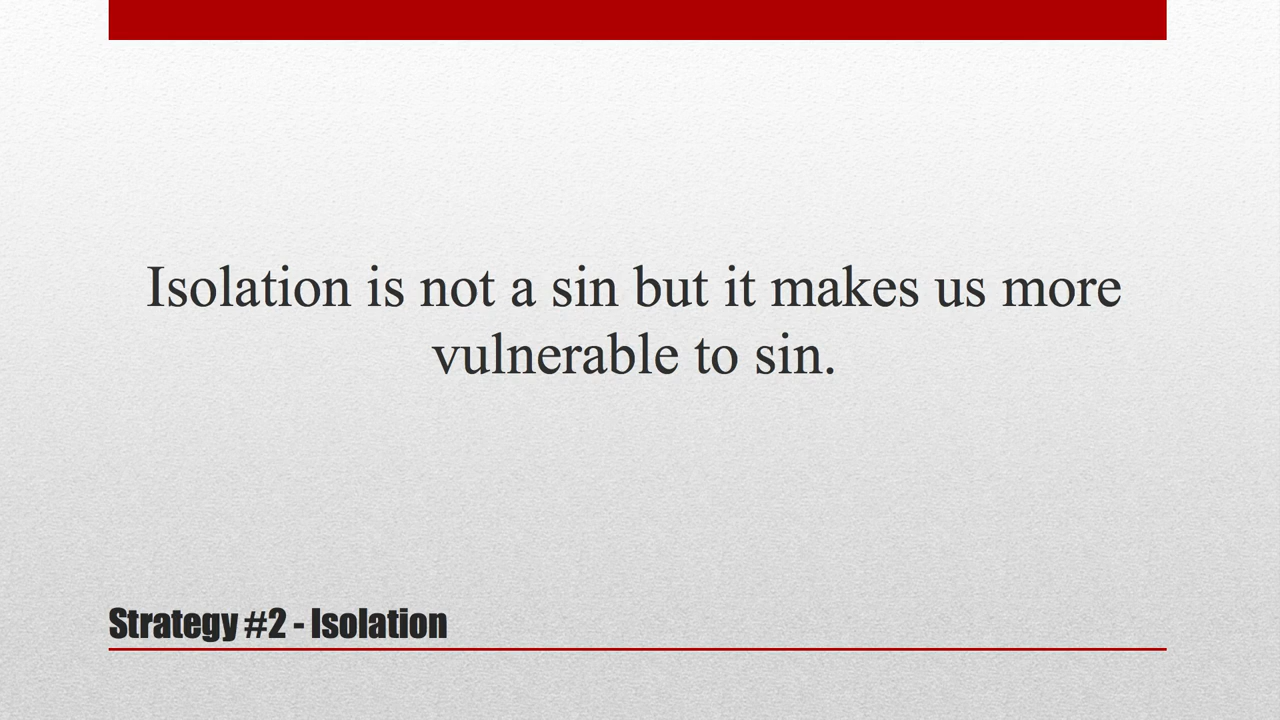 Isolation is not a sin but it makes us more
vulnerable to sin.
Strategy #2 - Isolation